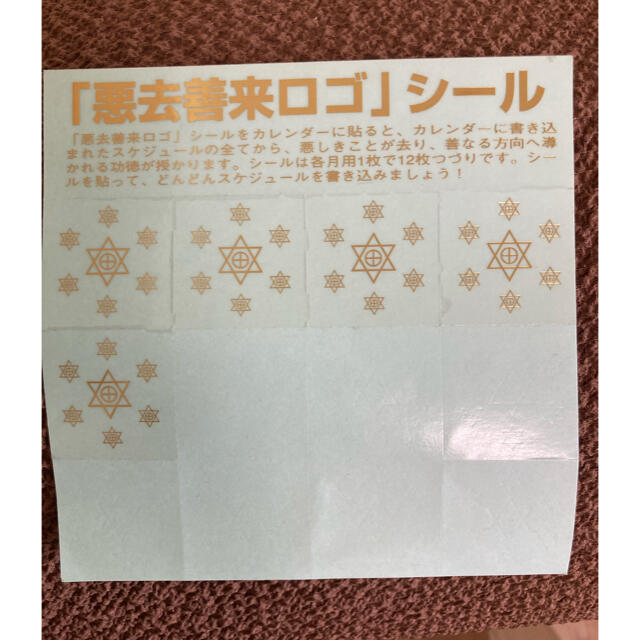 「悪去善来ロゴ」シール
「悪去善来ロゴ」シールをカレンダーに貼ると、カレンダーに書き込
まれたスケジュールの全てから、悪しきことが去り、善なる方向へ導
かれる功徳が授かります。シールは各月用1枚で12枚つづりです。シー
ルを貼って、どんどんスケジュールを書き込みましょう！